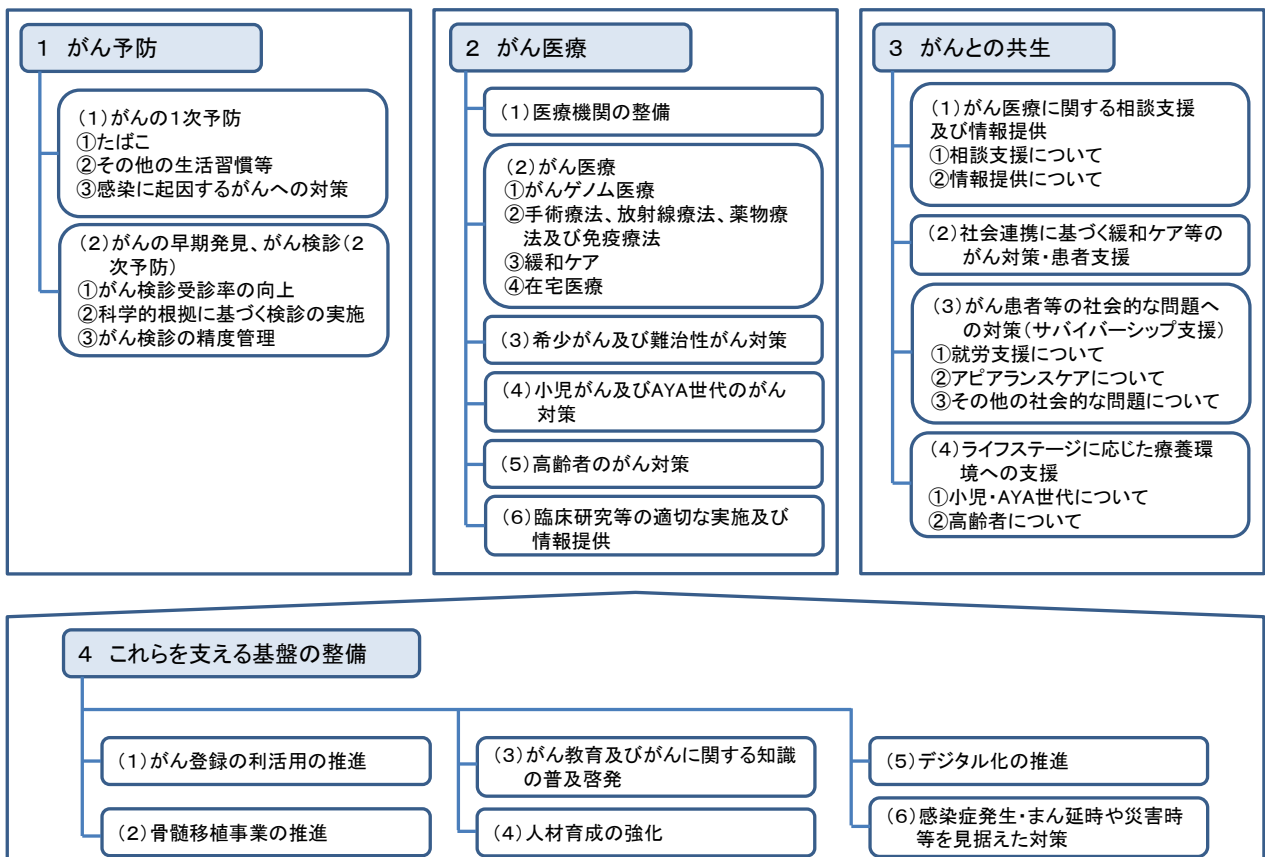 1 がん予防
(1)がんの1次予防
①たばこ
②その他の生活習慣等
③感染に起因するがんへの対策
(2)がんの早期発見、がん検診(2
次予防)
①がん検診受診率の向上
②科学的根拠に基づく検診の実施
③がん検診の精度管理
2 がん医療
(1)医療機関の整備
(2)がん医療
①がんゲノム医療
②手術療法、放射線療法、薬物療
法及び免疫療法
③緩和ケア
④在宅医療
(3)希少がん及び難治性がん対策
(4)小児がん及びAYA世代のがん
対策
(5)高齢者のがん対策
(6)臨床研究等の適切な実施及び
情報提供
3 がんとの共生
(1)がん医療に関する相談支援
及び情報提供
①相談支援について
②情報提供について
(2)社会連携に基づく緩和ケア等の
がん対策・患者支援
(3)がん患者等の社会的な問題へ
の対策(サバイバーシップ支援)
①就労支援について
②アピアランスケアについて
③その他の社会的な問題について
(4)ライフステージに応じた療養環
境への支援
①小児・AYA世代について
②高齢者について
4 これらを支える基盤の整備
(1)がん登録の利活用の推進
(2)骨髄移植事業の推進
(3)がん教育及びがんに関する知識
の普及啓発
(4)人材育成の強化
(5)デジタル化の推進
(6)感染症発生・まん延時や災害時
等を見据えた対策